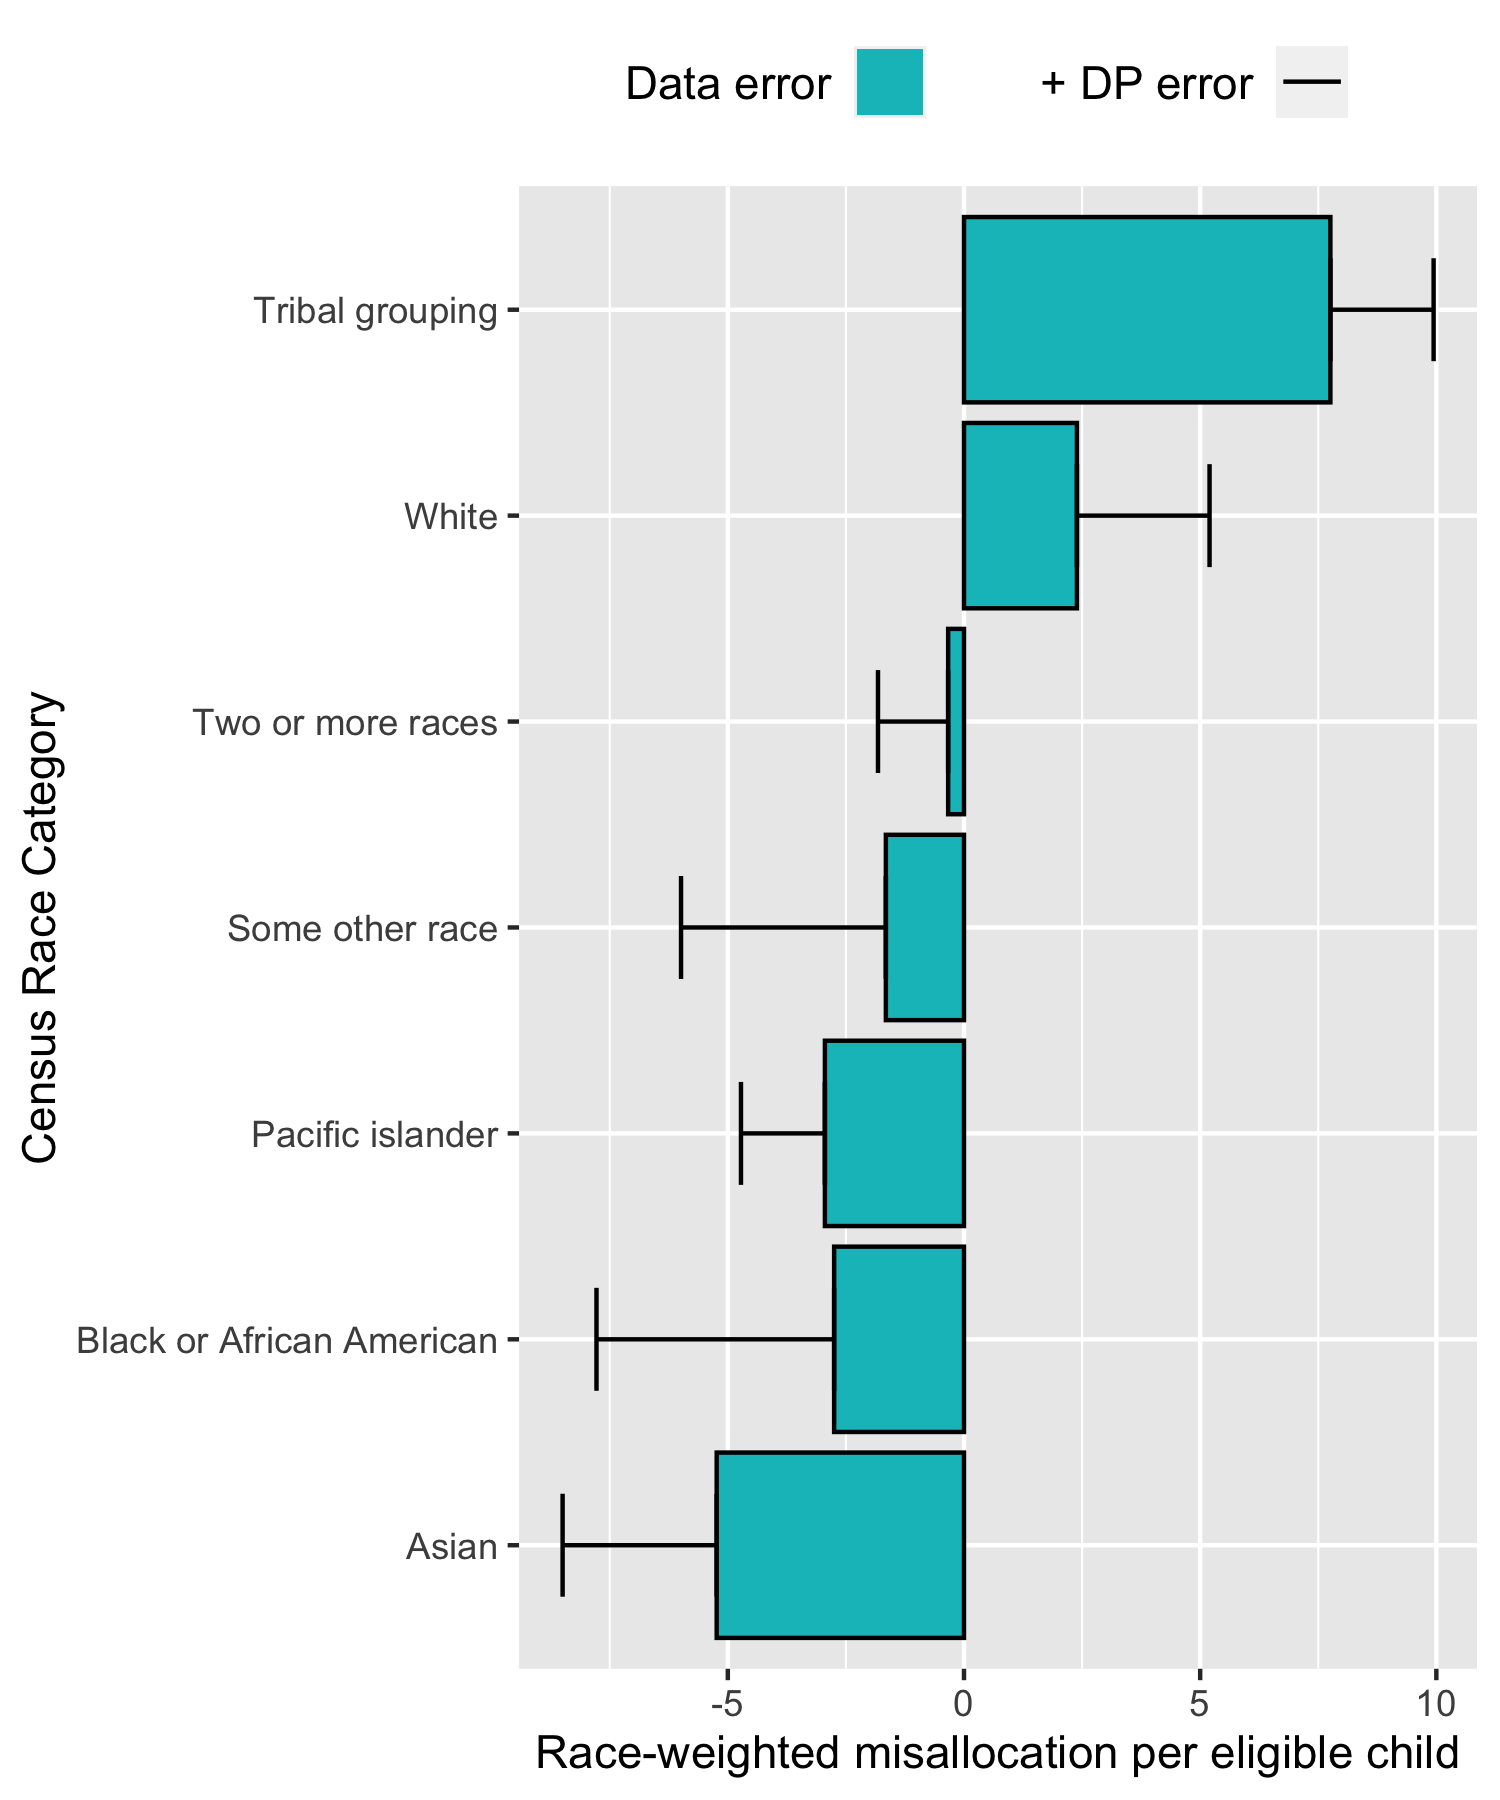 Data error + DP error
Tribal grouping
White
Two or more races
Some other race
Pacific islander
Black or African American
Asian
Census Race Category
-5 0 5 10
Race-weighted misallocation per eligible child